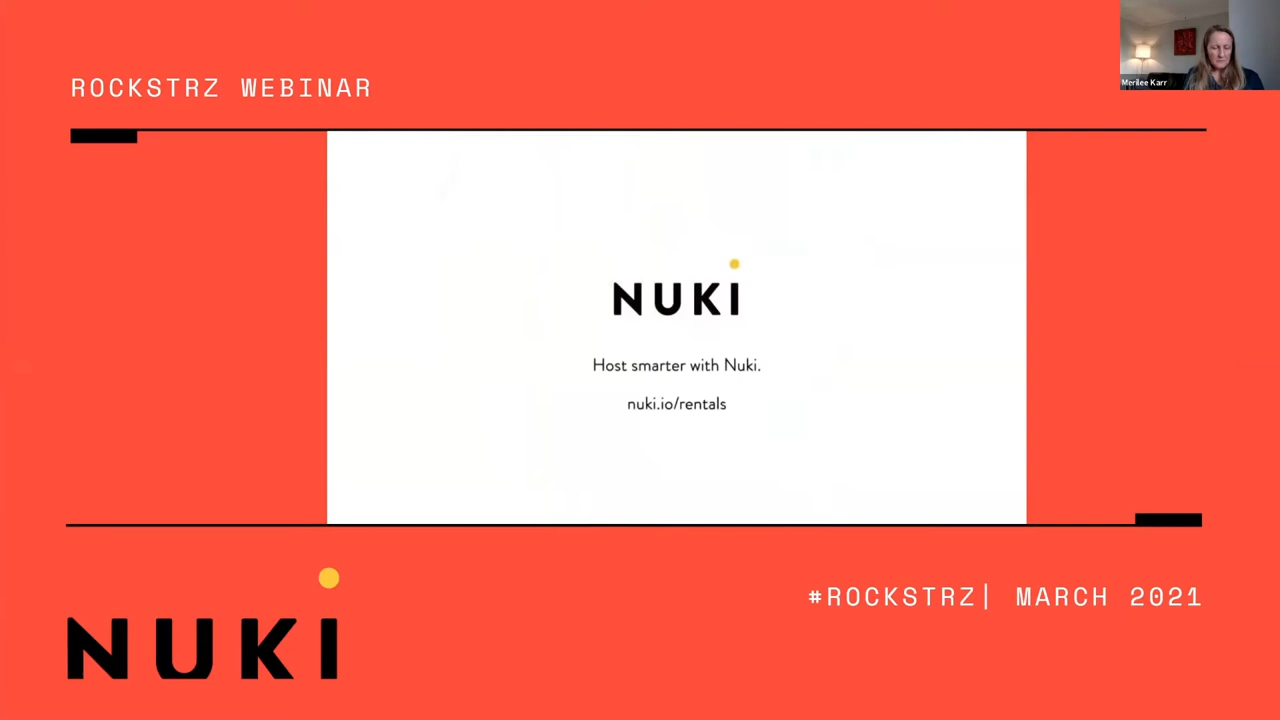 ROCKSTRZ WEBINAR
Merilee Karr
NUKI
Host smarter with Nuki.
nuki.io/rentals
#ROCKSTRZ| MARCH 2021
NUKI